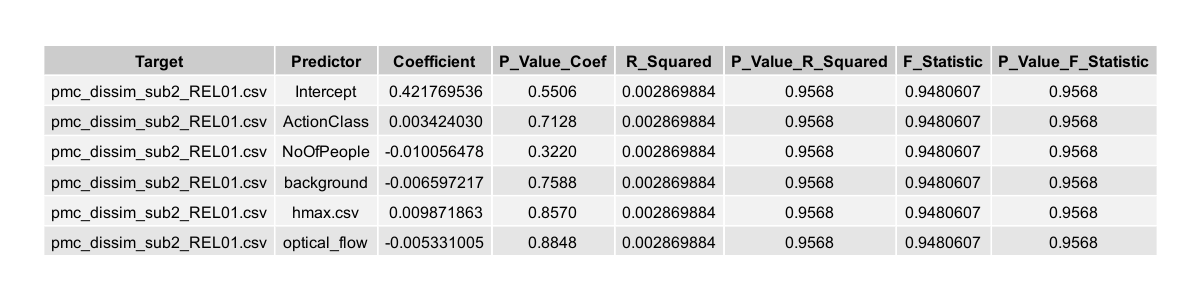 Target Predictor Coefficient P_Value_Coef R_Squared P_Value_R_Squared F_Statistic P_Value_F_Statistic
pmc_dissim_sub2_REL01.csv Intercept 0.421769536 0.5506 0.002869884 0.9568 0.9480607 0.9568
pmc_dissim_sub2_REL01.csv ActionClass 0.003424030 0.7128 0.002869884 0.9568 0.9480607 0.9568
pmc_dissim_sub2_REL01.csv NoOfPeople -0.010056478 0.3220 0.002869884 0.9568 0.9480607 0.9568
pmc_dissim_sub2_REL01.csv background -0.006597217 0.7588 0.002869884 0.9568 0.9480607 0.9568
pmc_dissim_sub2_REL01.csv hmax.csv 0.009871863 0.8570 0.002869884 0.9568 0.9480607 0.9568
pmc_dissim_sub2_REL01.csv optical_flow -0.005331005 0.8848 0.002869884 0.9568 0.9480607 0.9568